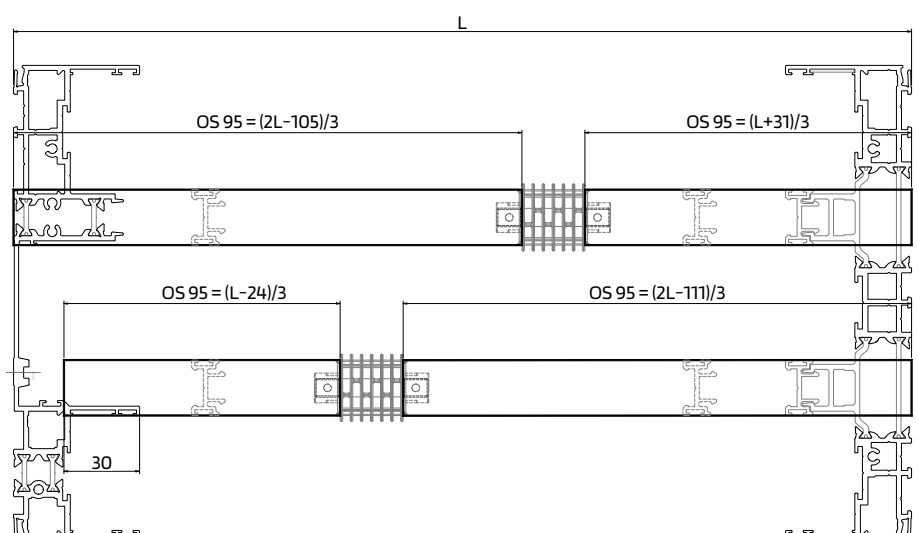 L
OS 95 = (2L-105)/3
OS 95 = (L+31)/3
OS 95 = (L-24)/3
OS 95 = (2L-111)/3
30